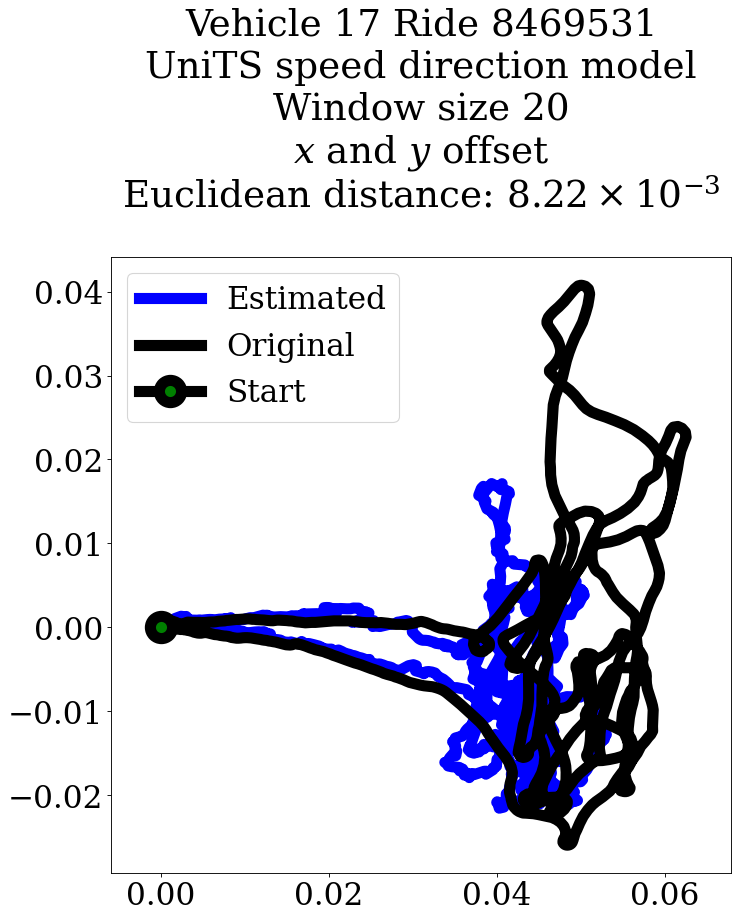 Vehicle 17 Ride 8469531
UniTS speed direction model
Window size 20
x and y offset
Euclidean distance: 8.22 × 10⁻³
Estimated
Original
Start
0.04
0.03
0.02
0.01
0.00
−0.01
−0.02
0.00 0.02 0.04 0.06